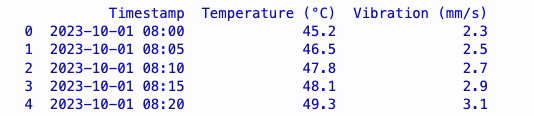 Timestamp Temperature (°C) Vibration (mm/s)
0 2023-10-01 08:00 45.2 2.3
1 2023-10-01 08:05 46.5 2.5
2 2023-10-01 08:10 47.8 2.7
3 2023-10-01 08:15 48.1 2.9
4 2023-10-01 08:20 49.3 3.1